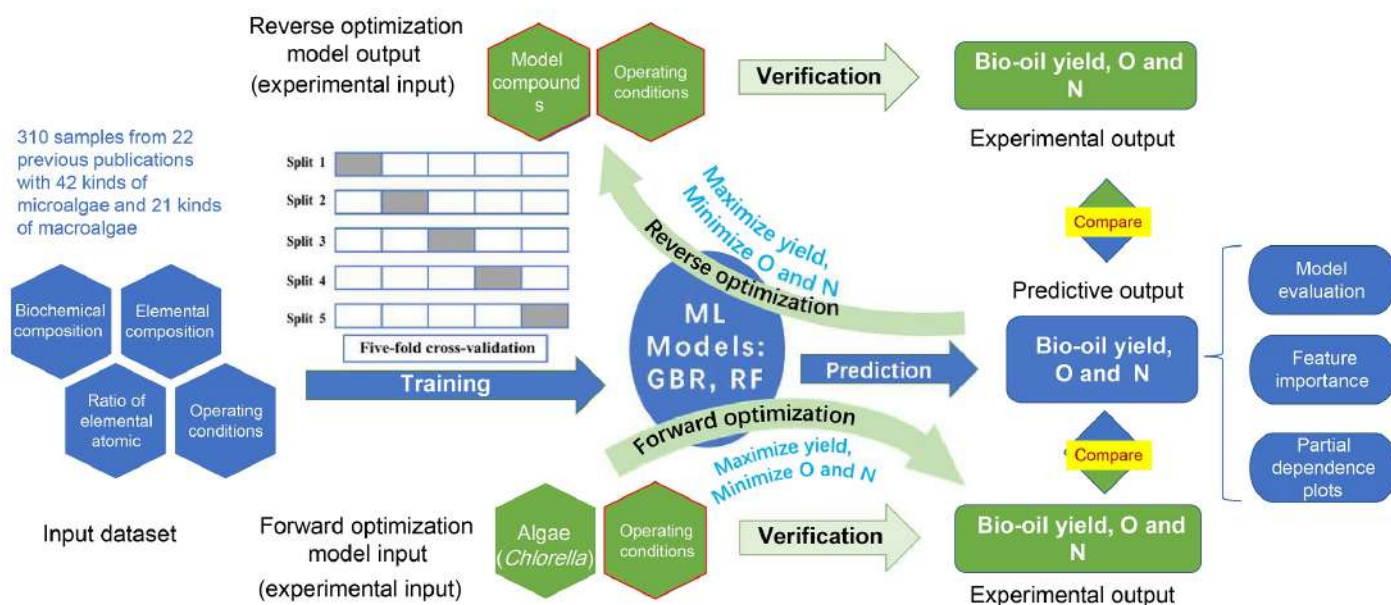 Reverse optimization
model output
(experimental input)
Model
compound
s
Operating
conditions
Verification
Bio-oil yield, O and
N
Experimental output
310 samples from 22
previous publications
with 42 kinds of
microalgae and 21 kinds
of macroalgae
Split 1
Split 2
Split 3
Split 4
Split 5
Five-fold cross-validation
Maximize yield,
Minimize O and N
Reverse optimization
Compare
Predictive output
Biochemical
composition
Elemental
composition
Ratio of
elemental
atomic
Operating
conditions
Input dataset
Training
ML
Models:
GBR, RF
Prediction
Bio-oil yield,
O and N
Model
evaluation
Feature
importance
Partial
dependence
plots
Forward optimization
Maximize yield,
Minimize O and N
Compare
Forward optimization
model input
(experimental input)
Algae
(Chlorella)
Operating
conditions
Verification
Bio-oil yield, O and
N
Experimental output